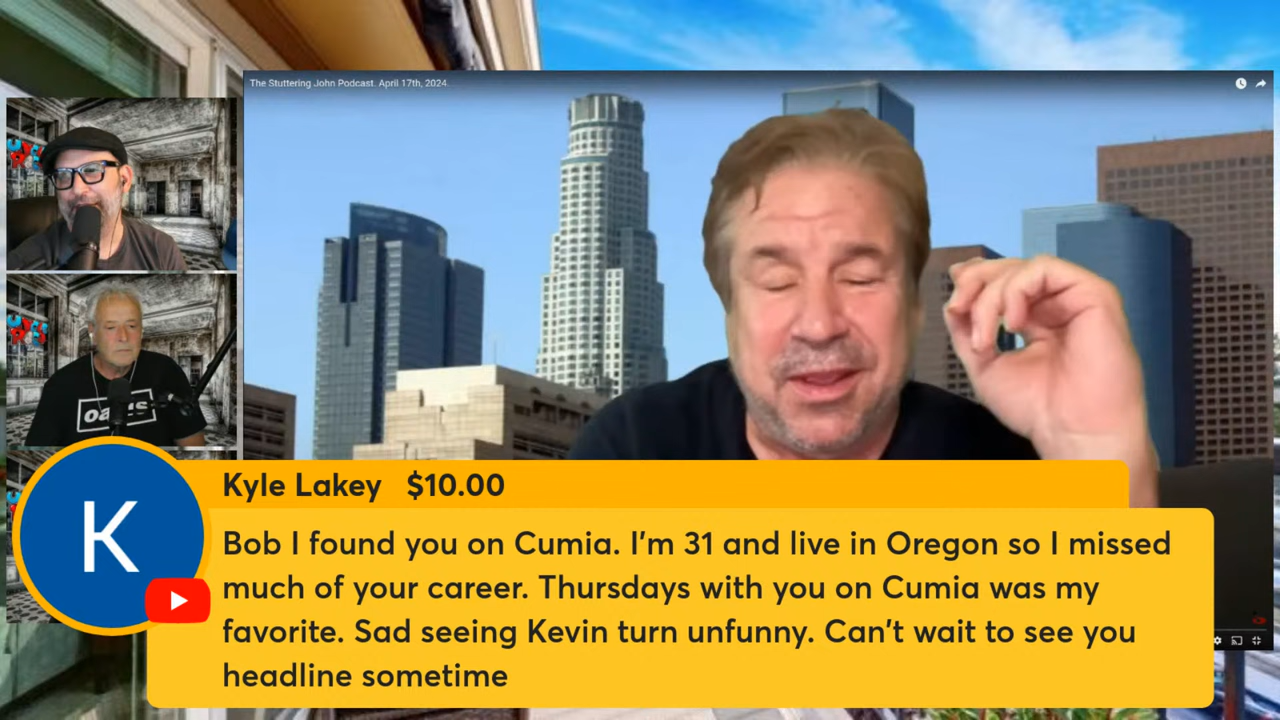 The Stuttering John Podcast. April 17th, 2024.
oasis
K
Kyle Lakey $10.00
Bob I found you on Cumia. I'm 31 and live in Oregon so I missed
much of your career. Thursdays with you on Cumia was my
favorite. Sad seeing Kevin turn unfunny. Can't wait to see you
headline sometime